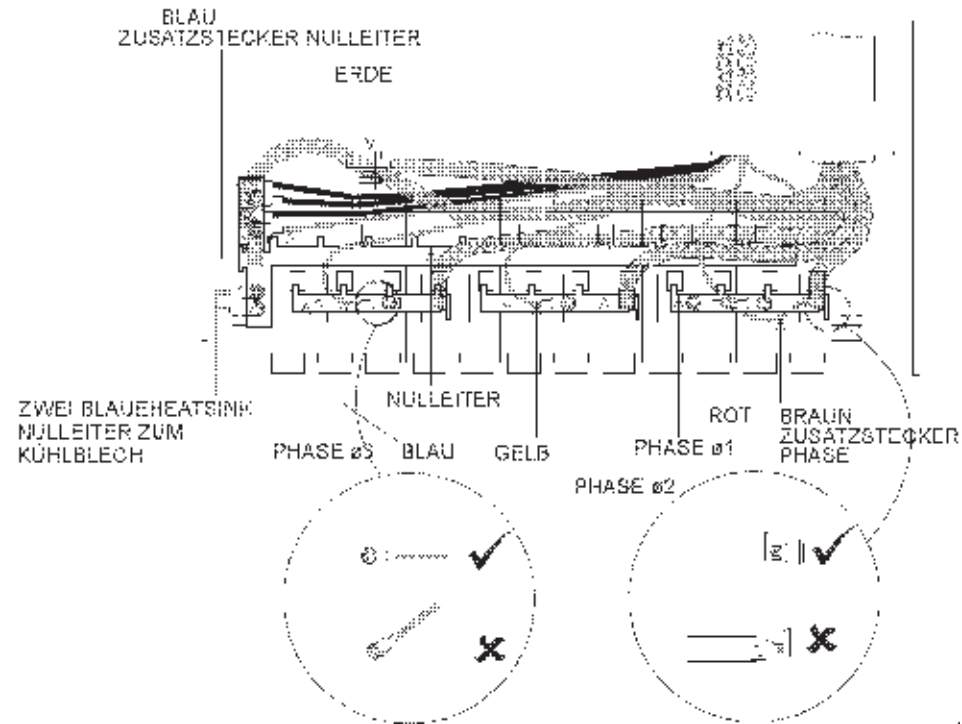 BLAU
ZUSATZSTECKER NULLEITER
ERDE
ZWEI BLAUEHEATSINK
NULLEITER ZUM
KÜHLBLECH
NULLEITER
PHASE ø3
BLAU
GELB
PHASE ø2
PHASE ø1
ROT
BRAUN
ZUSATZSTECKER
PHASE